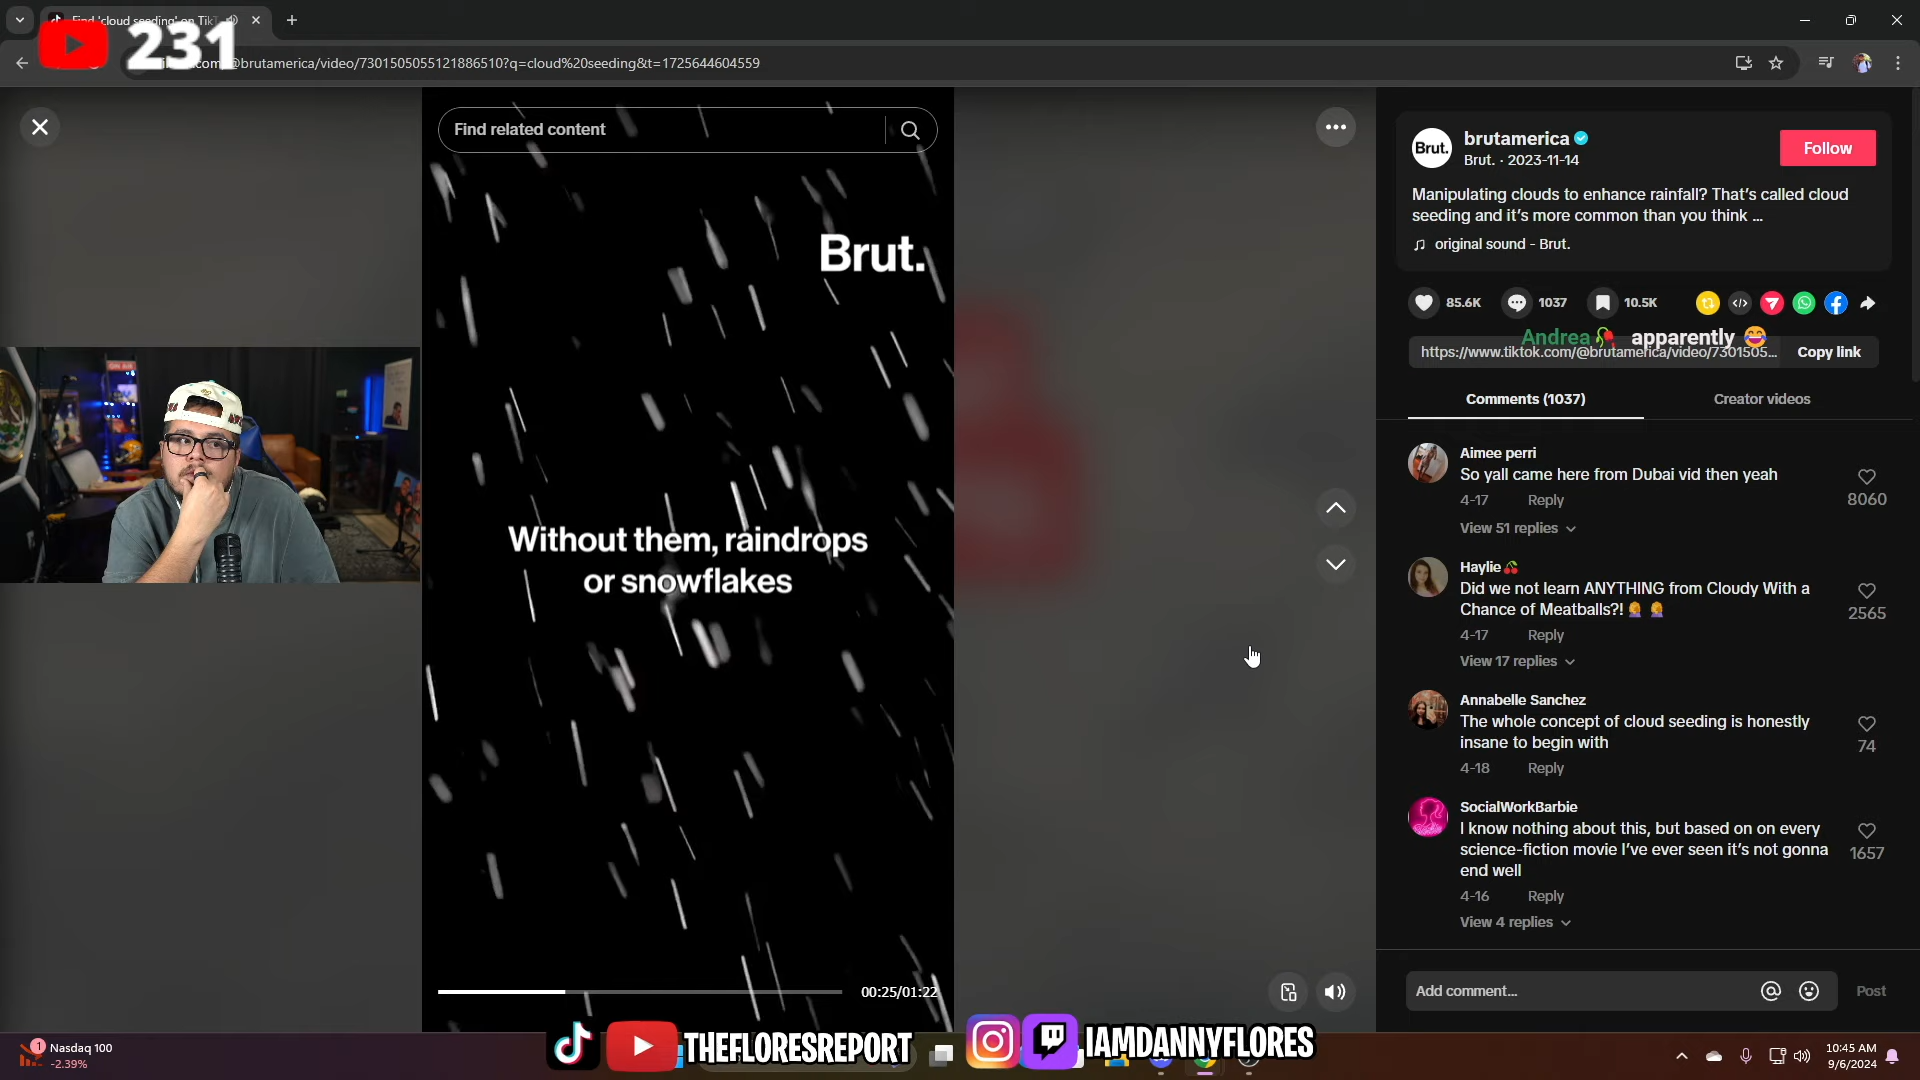 Find 'cloud seeding' on TikT
231
@brutamerica/video/7301505055121886510?q=cloud%20seeding&t=1725644604559
Find related content
Brut.
Without them, raindrops
or snowflakes
00:25/01:22
Brut.
brutamerica
Brut. · 2023-11-14
Follow
Manipulating clouds to enhance rainfall? That's called cloud
seeding and it's more common than you think ...
original sound - Brut.
85.6K
1037
10.5K
Andrea apparently 😂
https://www.tiktok.com/@brutamerica/video/7301505...
Copy link
Comments (1037)
Creator videos
Aimee perri
So yall came here from Dubai vid then yeah
4-17 Reply
8060
View 51 replies
Haylie🍒
Did we not learn ANYTHING from Cloudy With a
Chance of Meatballs?! 🤦‍♀️ 🤦‍♀️
2565
4-17 Reply
View 17 replies
Annabelle Sanchez
The whole concept of cloud seeding is honestly
insane to begin with
74
4-18 Reply
SocialWorkBarbie
I know nothing about this, but based on on every
science-fiction movie I've ever seen it's not gonna
end well
1657
4-16 Reply
View 4 replies
Add comment...
Post
ON AIR
1
Nasdaq 100
-2.39%
THEFLORESREPORT
IAMDANNYFLORES
10:45 AM
9/6/2024